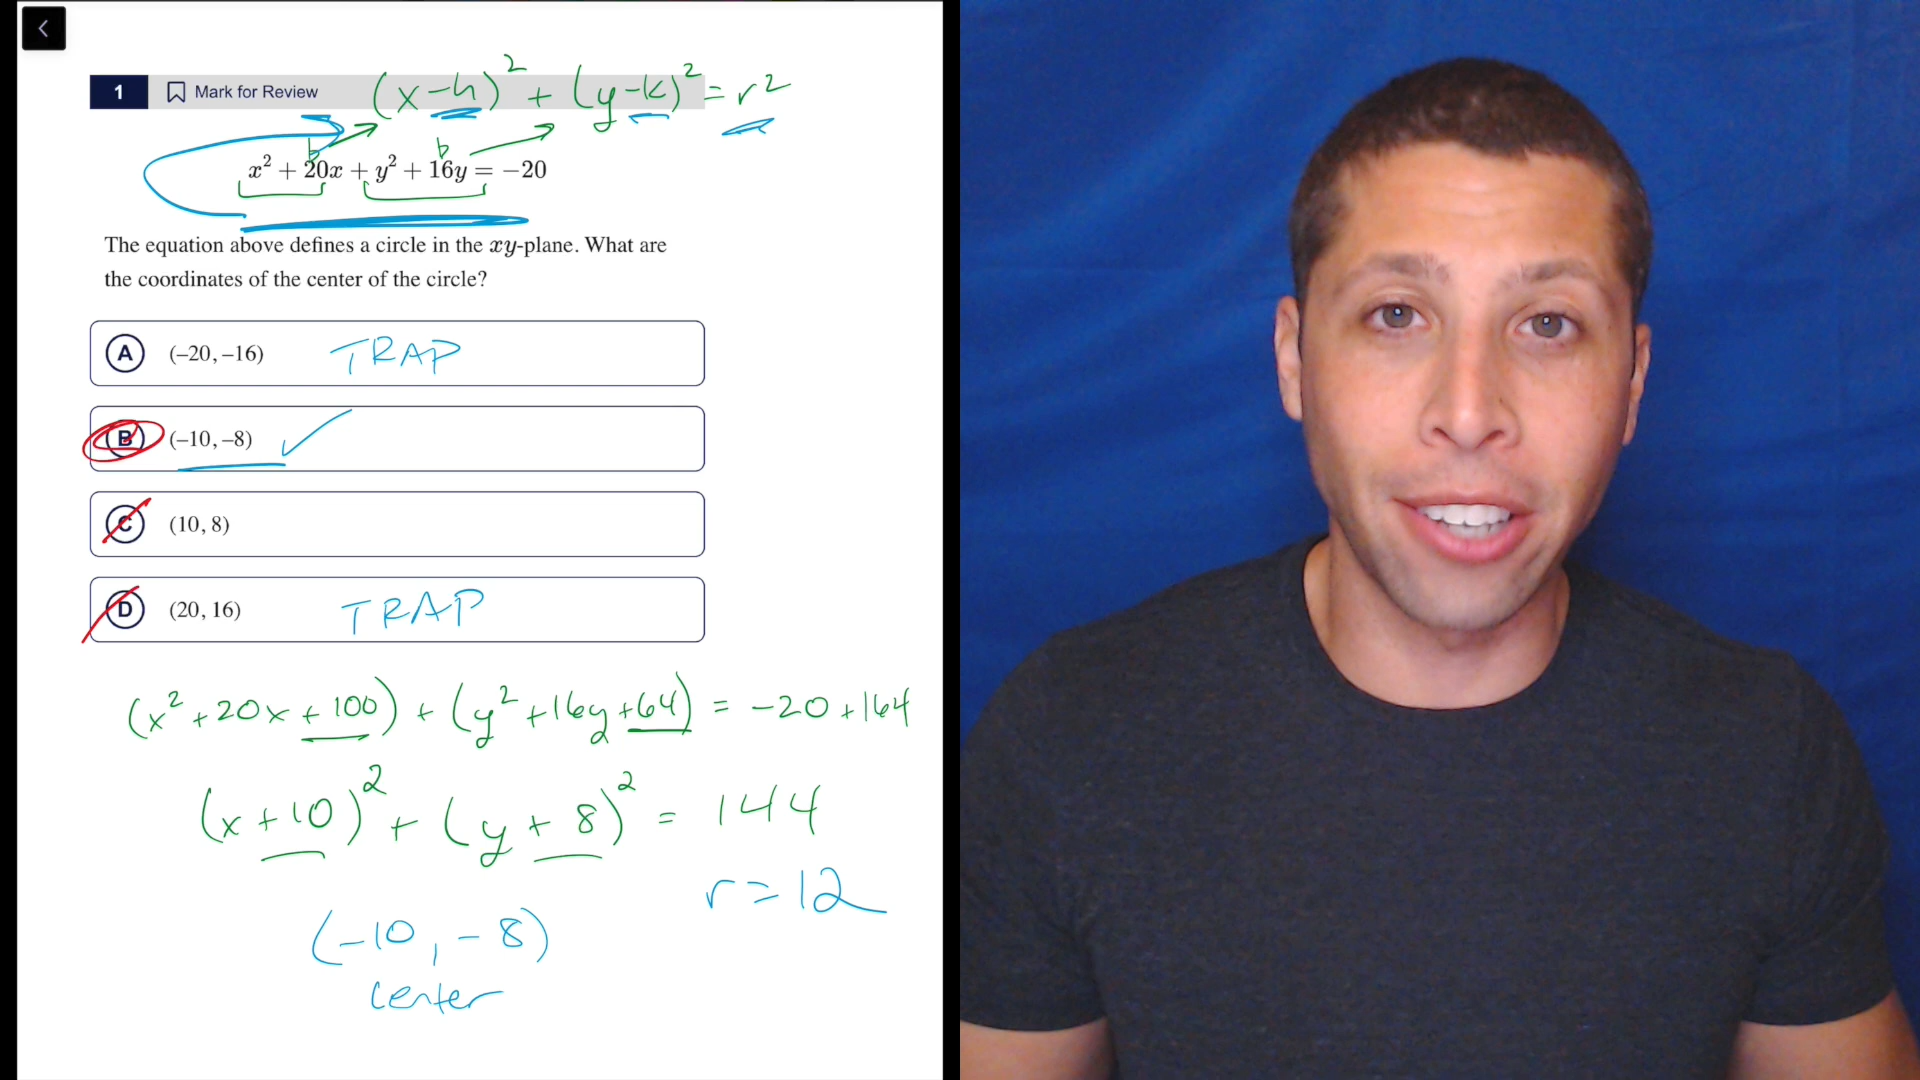 1 Mark for Review (x-h)² + (y-k)² = r²
b b
x² + 20x + y² + 16y = −20
The equation above defines a circle in the xy-plane. What are
the coordinates of the center of the circle?
A (–20, –16) TRAP
B (–10, –8)
C (10, 8)
D (20, 16) TRAP
(x² + 20x + 100) + (y² + 16y + 64) = -20 + 164
(x + 10)² + (y + 8)² = 144
r = 12
(-10, -8)
center